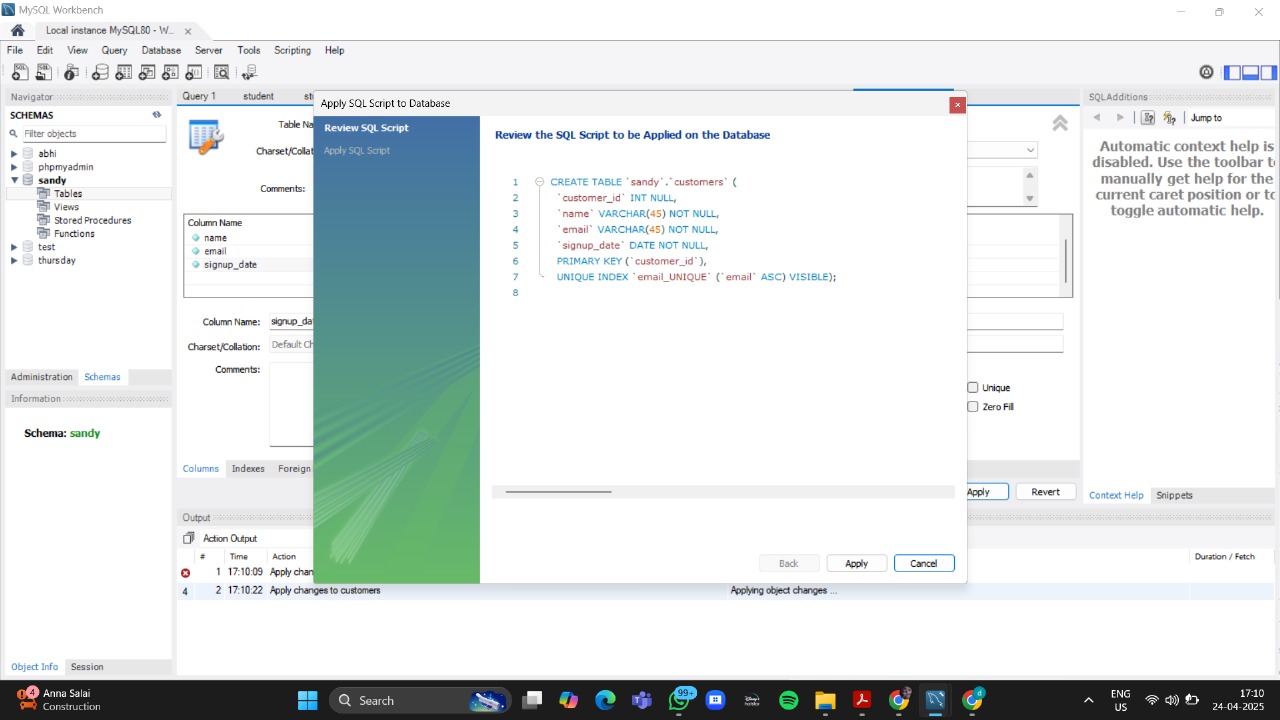 MySQL Workbench
Local instance MySQL80 - W...
File Edit View Query Database Server Tools Scripting Help
Navigator
SCHEMAS
Filter objects
abhi
phpmyadmin
sandy
Tables
Views
Stored Procedures
Functions
test
thursday
Administration Schemas
Information
Schema: sandy
Object Info Session
Query 1 student
Table Na
Charset/Collat
Comments:
Column Name
name
email
signup_date
Column Name: signup_da
Charset/Collation: Default Ch
Comments:
Unique
Zero Fill
Columns Indexes Foreign
Apply Revert
Apply SQL Script to Database
Review SQL Script
Apply SQL Script
Review the SQL Script to be Applied on the Database
1 CREATE TABLE `sandy`.`customers` (
2 `customer_id` INT NULL,
3 `name` VARCHAR(45) NOT NULL,
4 `email` VARCHAR(45) NOT NULL,
5 `signup_date` DATE NOT NULL,
6 PRIMARY KEY (`customer_id`),
7 UNIQUE INDEX `email_UNIQUE` (`email` ASC) VISIBLE);
8
Back Apply Cancel
SQLAdditions
Jump to
Automatic context help is
disabled. Use the toolbar t
manually get help for the
current caret position or to
toggle automatic help.
Context Help Snippets
Output
Action Output
# Time Action Duration / Fetch
1 17:10:09 Apply chan
4 2 17:10:22 Apply changes to customers Applying object changes ...
4 Anna Salai
Construction
Search
99+
ENG
US
17:10
24-04-2025